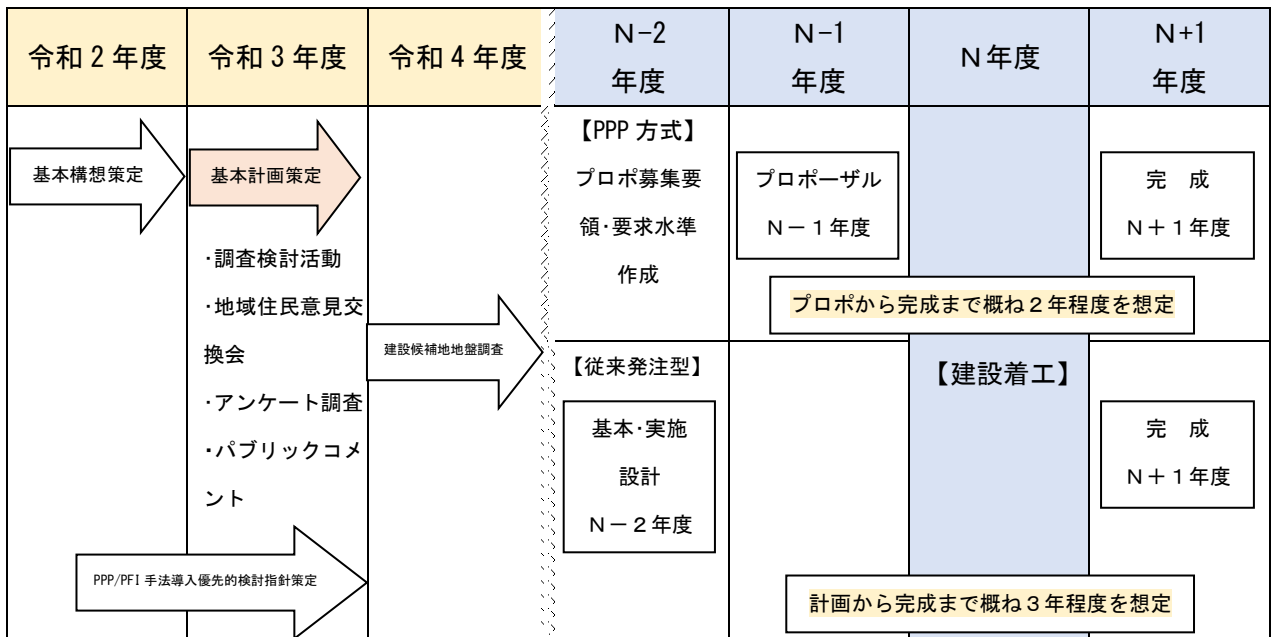 令和2年度
令和3年度
令和4年度
N-2
年度
N-1
年度
N年度
N+1
年度
基本構想策定
基本計画策定
･調査検討活動
･地域住民意見交
換会
･アンケート調査
･パブリックコメ
ント
PPP/PFI手法導入優先的検討指針策定
建設候補地地盤調査
【PPP方式】
プロポ募集要
領･要求水準
作成
プロポーザル
N－1年度
完　成
N＋1年度
プロポから完成まで概ね2年程度を想定
【従来発注型】
基本･実施
設計
N－2年度
【建設着工】
完　成
N＋1年度
計画から完成まで概ね3年程度を想定